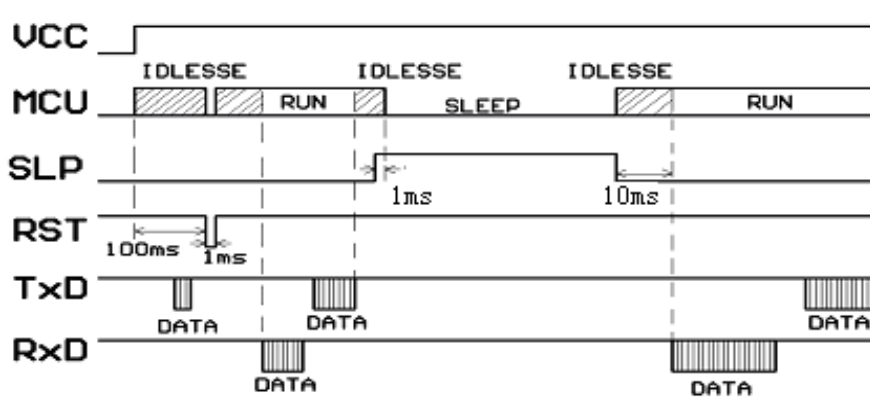 VCC
IDLESSE IDLESSE IDLESSE
MCU RUN SLEEP RUN
SLP
1ms 10ms
RST
100ms 1ms
TxD
DATA DATA DATA
RxD
DATA DATA